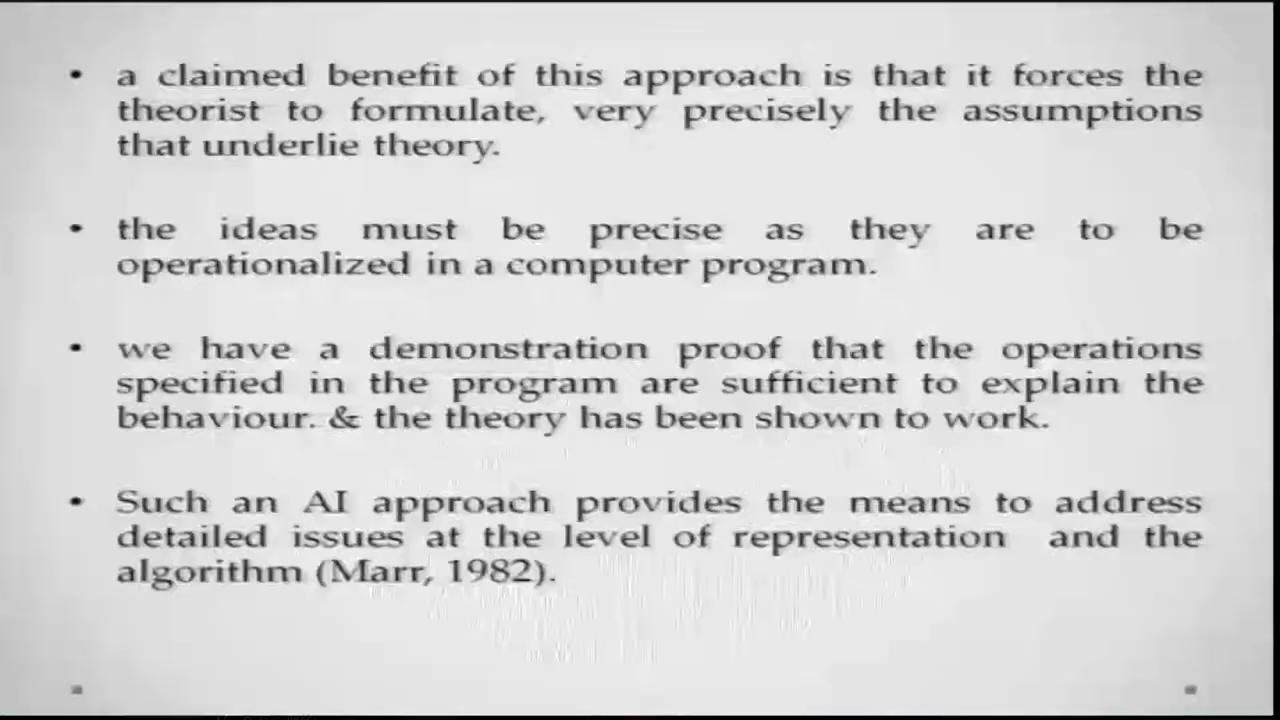 • a claimed benefit of this approach is that it forces the
theorist to formulate, very precisely the assumptions
that underlie theory.
• the ideas must be precise as they are to be
operationalized in a computer program.
• we have a demonstration proof that the operations
specified in the program are sufficient to explain the
behaviour. & the theory has been shown to work.
• Such an AI approach provides the means to address
detailed issues at the level of representation and the
algorithm (Marr, 1982).